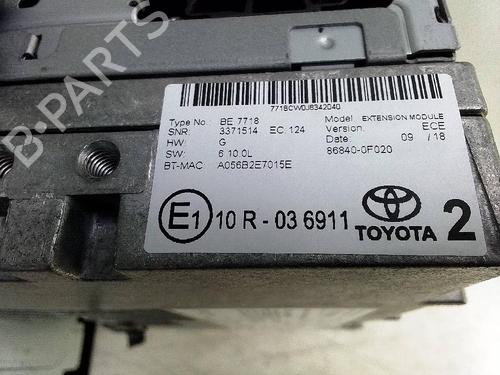 B-PARTS
7718CW0J8342040
Type No.: BE 7718 Model: EXTENSION MODULE
SNR: 3371514 EC: 124 Version: ECE
HW: G Date: 09 / 18
SW: 6.10.0L 86840-0F020
BT-MAC: A056B2E7015E
E1 10 R - 03 6911 TOYOTA 2